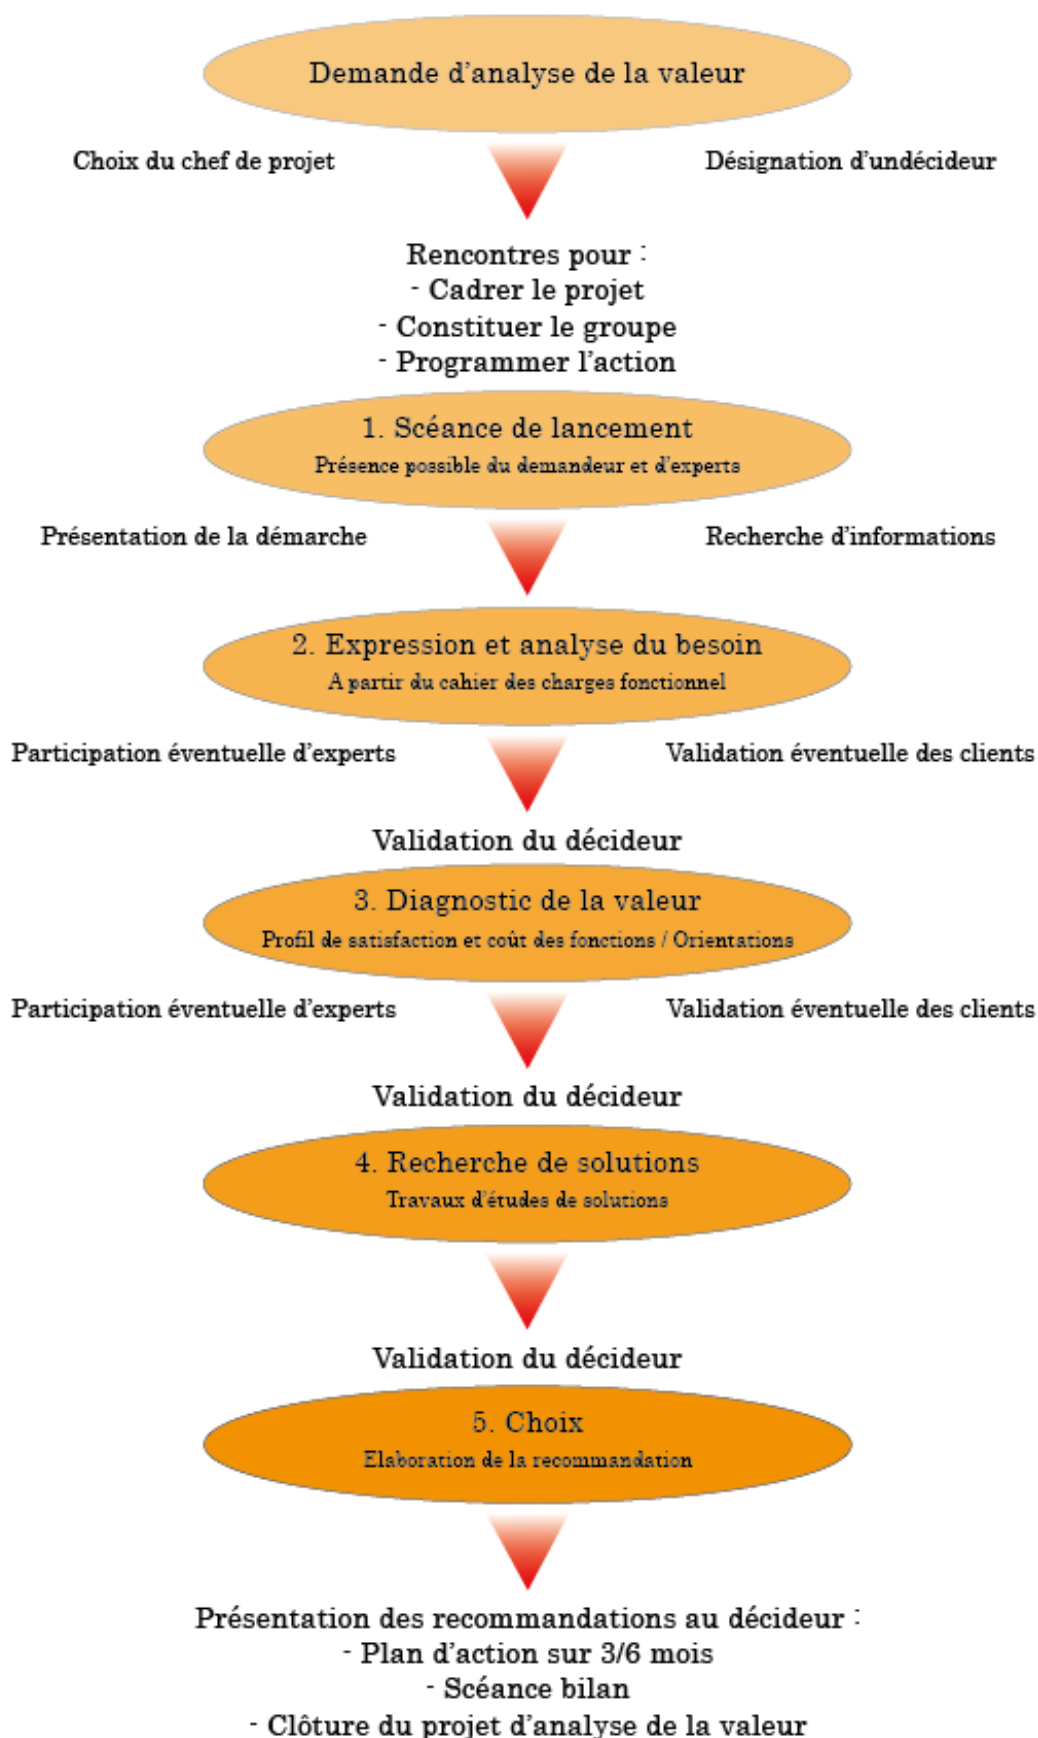 Demande d'analyse de la valeur
Choix du chef de projet
Désignation d'undécideur
Rencontres pour :
- Cadrer le projet
- Constituer le groupe
- Programmer l'action
1. Scéance de lancement
Présence possible du demandeur et d'experts
Présentation de la démarche
Recherche d'informations
2. Expression et analyse du besoin
A partir du cahier des charges fonctionnel
Participation éventuelle d'experts
Validation éventuelle des clients
Validation du décideur
3. Diagnostic de la valeur
Profil de satisfaction et coût des fonctions / Orientations
Participation éventuelle d'experts
Validation éventuelle des clients
Validation du décideur
4. Recherche de solutions
Travaux d'études de solutions
Validation du décideur
5. Choix
Elaboration de la recommandation
Présentation des recommandations au décideur :
- Plan d'action sur 3/6 mois
- Scéance bilan
- Clôture du projet d'analyse de la valeur